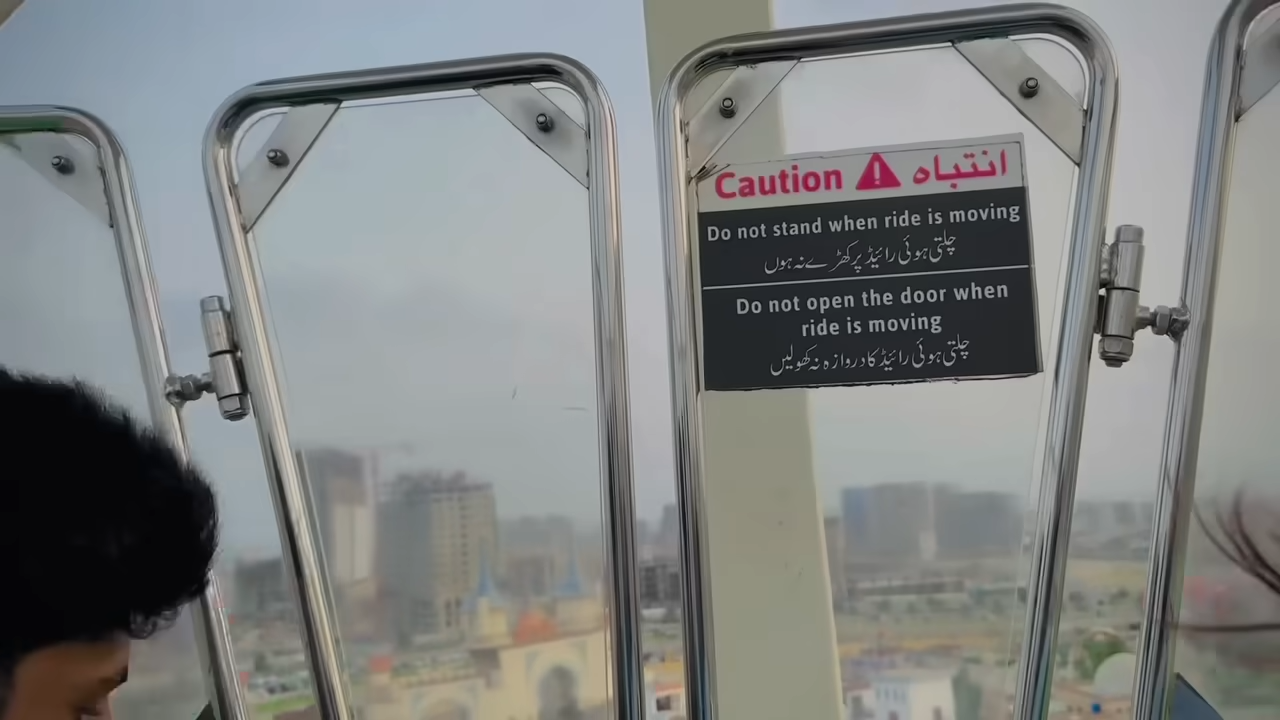 Caution انتباہ
Do not stand when ride is moving
چلتی ہوئی رائیڈ پر کھڑے نہ ہوں
Do not open the door when
ride is moving
چلتی ہوئی رائیڈ کا دروازہ نہ کھولیں